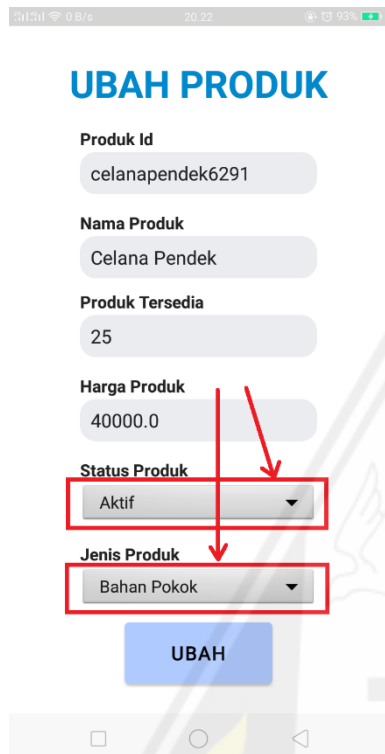 0 B/s 20.22 93%
UBAH PRODUK
Produk Id
celanapendek6291
Nama Produk
Celana Pendek
Produk Tersedia
25
Harga Produk
40000.0
Status Produk
Aktif
Jenis Produk
Bahan Pokok
UBAH